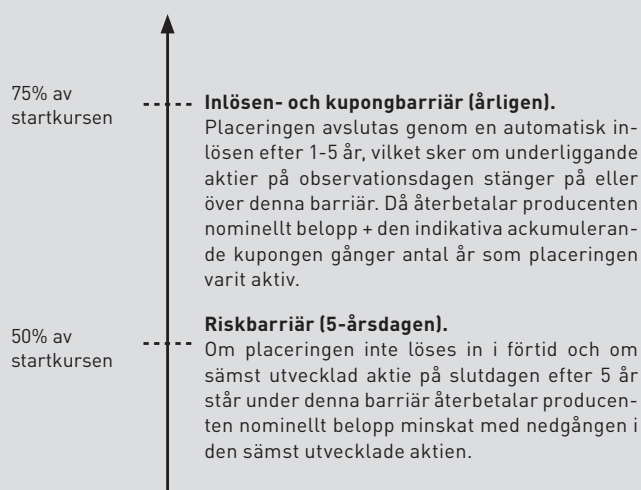 75% av
startkursen
Inlösen- och kupongbarriär (årligen).
Placeringen avslutas genom en automatisk in-
lösen efter 1-5 år, vilket sker om underliggande
aktier på observationsdagen stänger på eller
över denna barriär. Då återbetalar producenten
nominellt belopp + den indikativa ackumuleran-
de kupongen gånger antal år som placeringen
varit aktiv.
50% av
startkursen
Riskbarriär (5-årsdagen).
Om placeringen inte löses in i förtid och om
sämst utvecklad aktie på slutdagen efter 5 år
står under denna barriär återbetalar producen-
ten nominellt belopp minskat med nedgången i
den sämst utvecklade aktien.